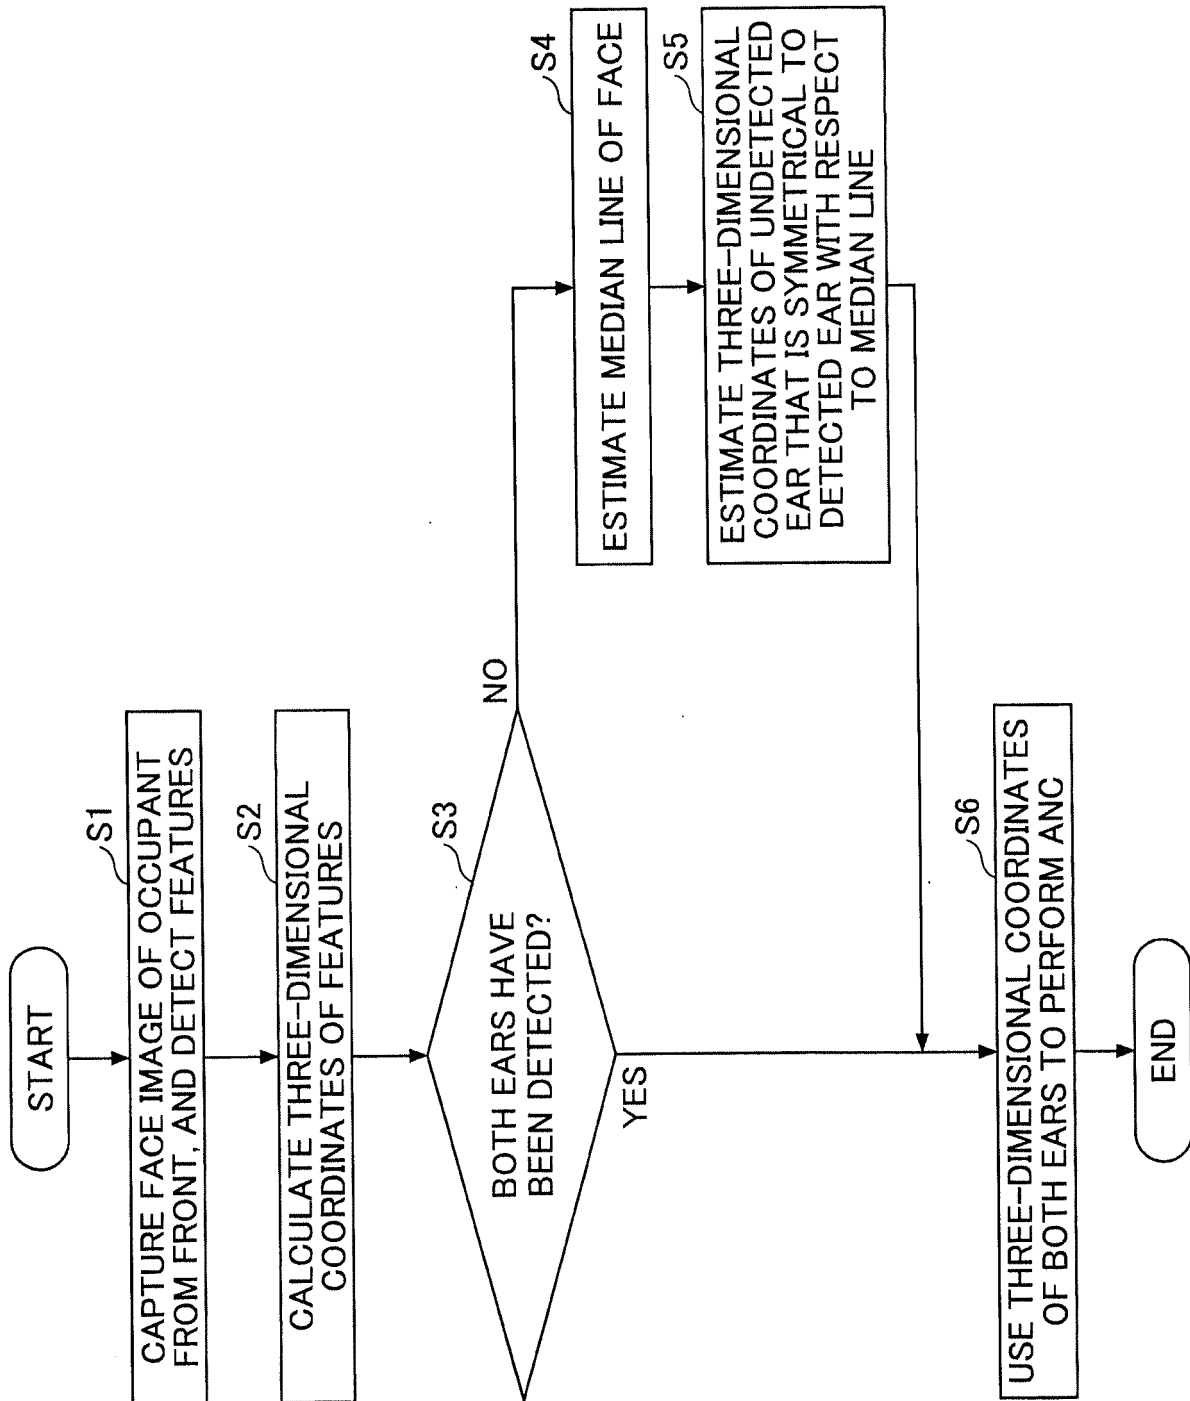 START
S1
CAPTURE FACE IMAGE OF OCCUPANT
FROM FRONT, AND DETECT FEATURES
S2
CALCULATE THREE-DIMENSIONAL
COORDINATES OF FEATURES
S3
BOTH EARS HAVE
BEEN DETECTED?
NO
YES
S4
ESTIMATE MEDIAN LINE OF FACE
S5
ESTIMATE THREE-DIMENSIONAL
COORDINATES OF UNDETECTED
EAR THAT IS SYMMETRICAL TO
DETECTED EAR WITH RESPECT
TO MEDIAN LINE
S6
USE THREE-DIMENSIONAL COORDINATES
OF BOTH EARS TO PERFORM ANC
END